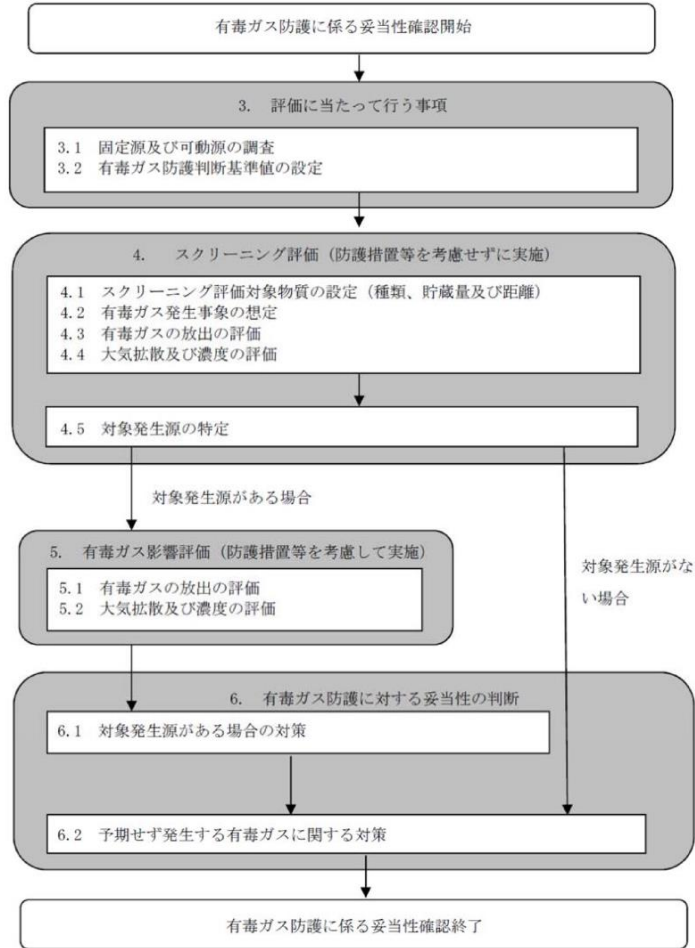 有毒ガス防護に係る妥当性確認開始
3. 評価に当たって行う事項
3.1 固定源及び可動源の調査
3.2 有毒ガス防護判断基準値の設定
4. スクリーニング評価(防護措置等を考慮せずに実施)
4.1 スクリーニング評価対象物質の設定(種類、貯蔵量及び距離)
4.2 有毒ガス発生事象の想定
4.3 有毒ガスの放出の評価
4.4 大気拡散及び濃度の評価
4.5 対象発生源の特定
対象発生源がある場合
5. 有毒ガス影響評価(防護措置等を考慮して実施)
5.1 有毒ガスの放出の評価
5.2 大気拡散及び濃度の評価
対象発生源がな
い場合
6. 有毒ガス防護に対する妥当性の判断
6.1 対象発生源がある場合の対策
6.2 予期せず発生する有毒ガスに関する対策
有毒ガス防護に係る妥当性確認終了